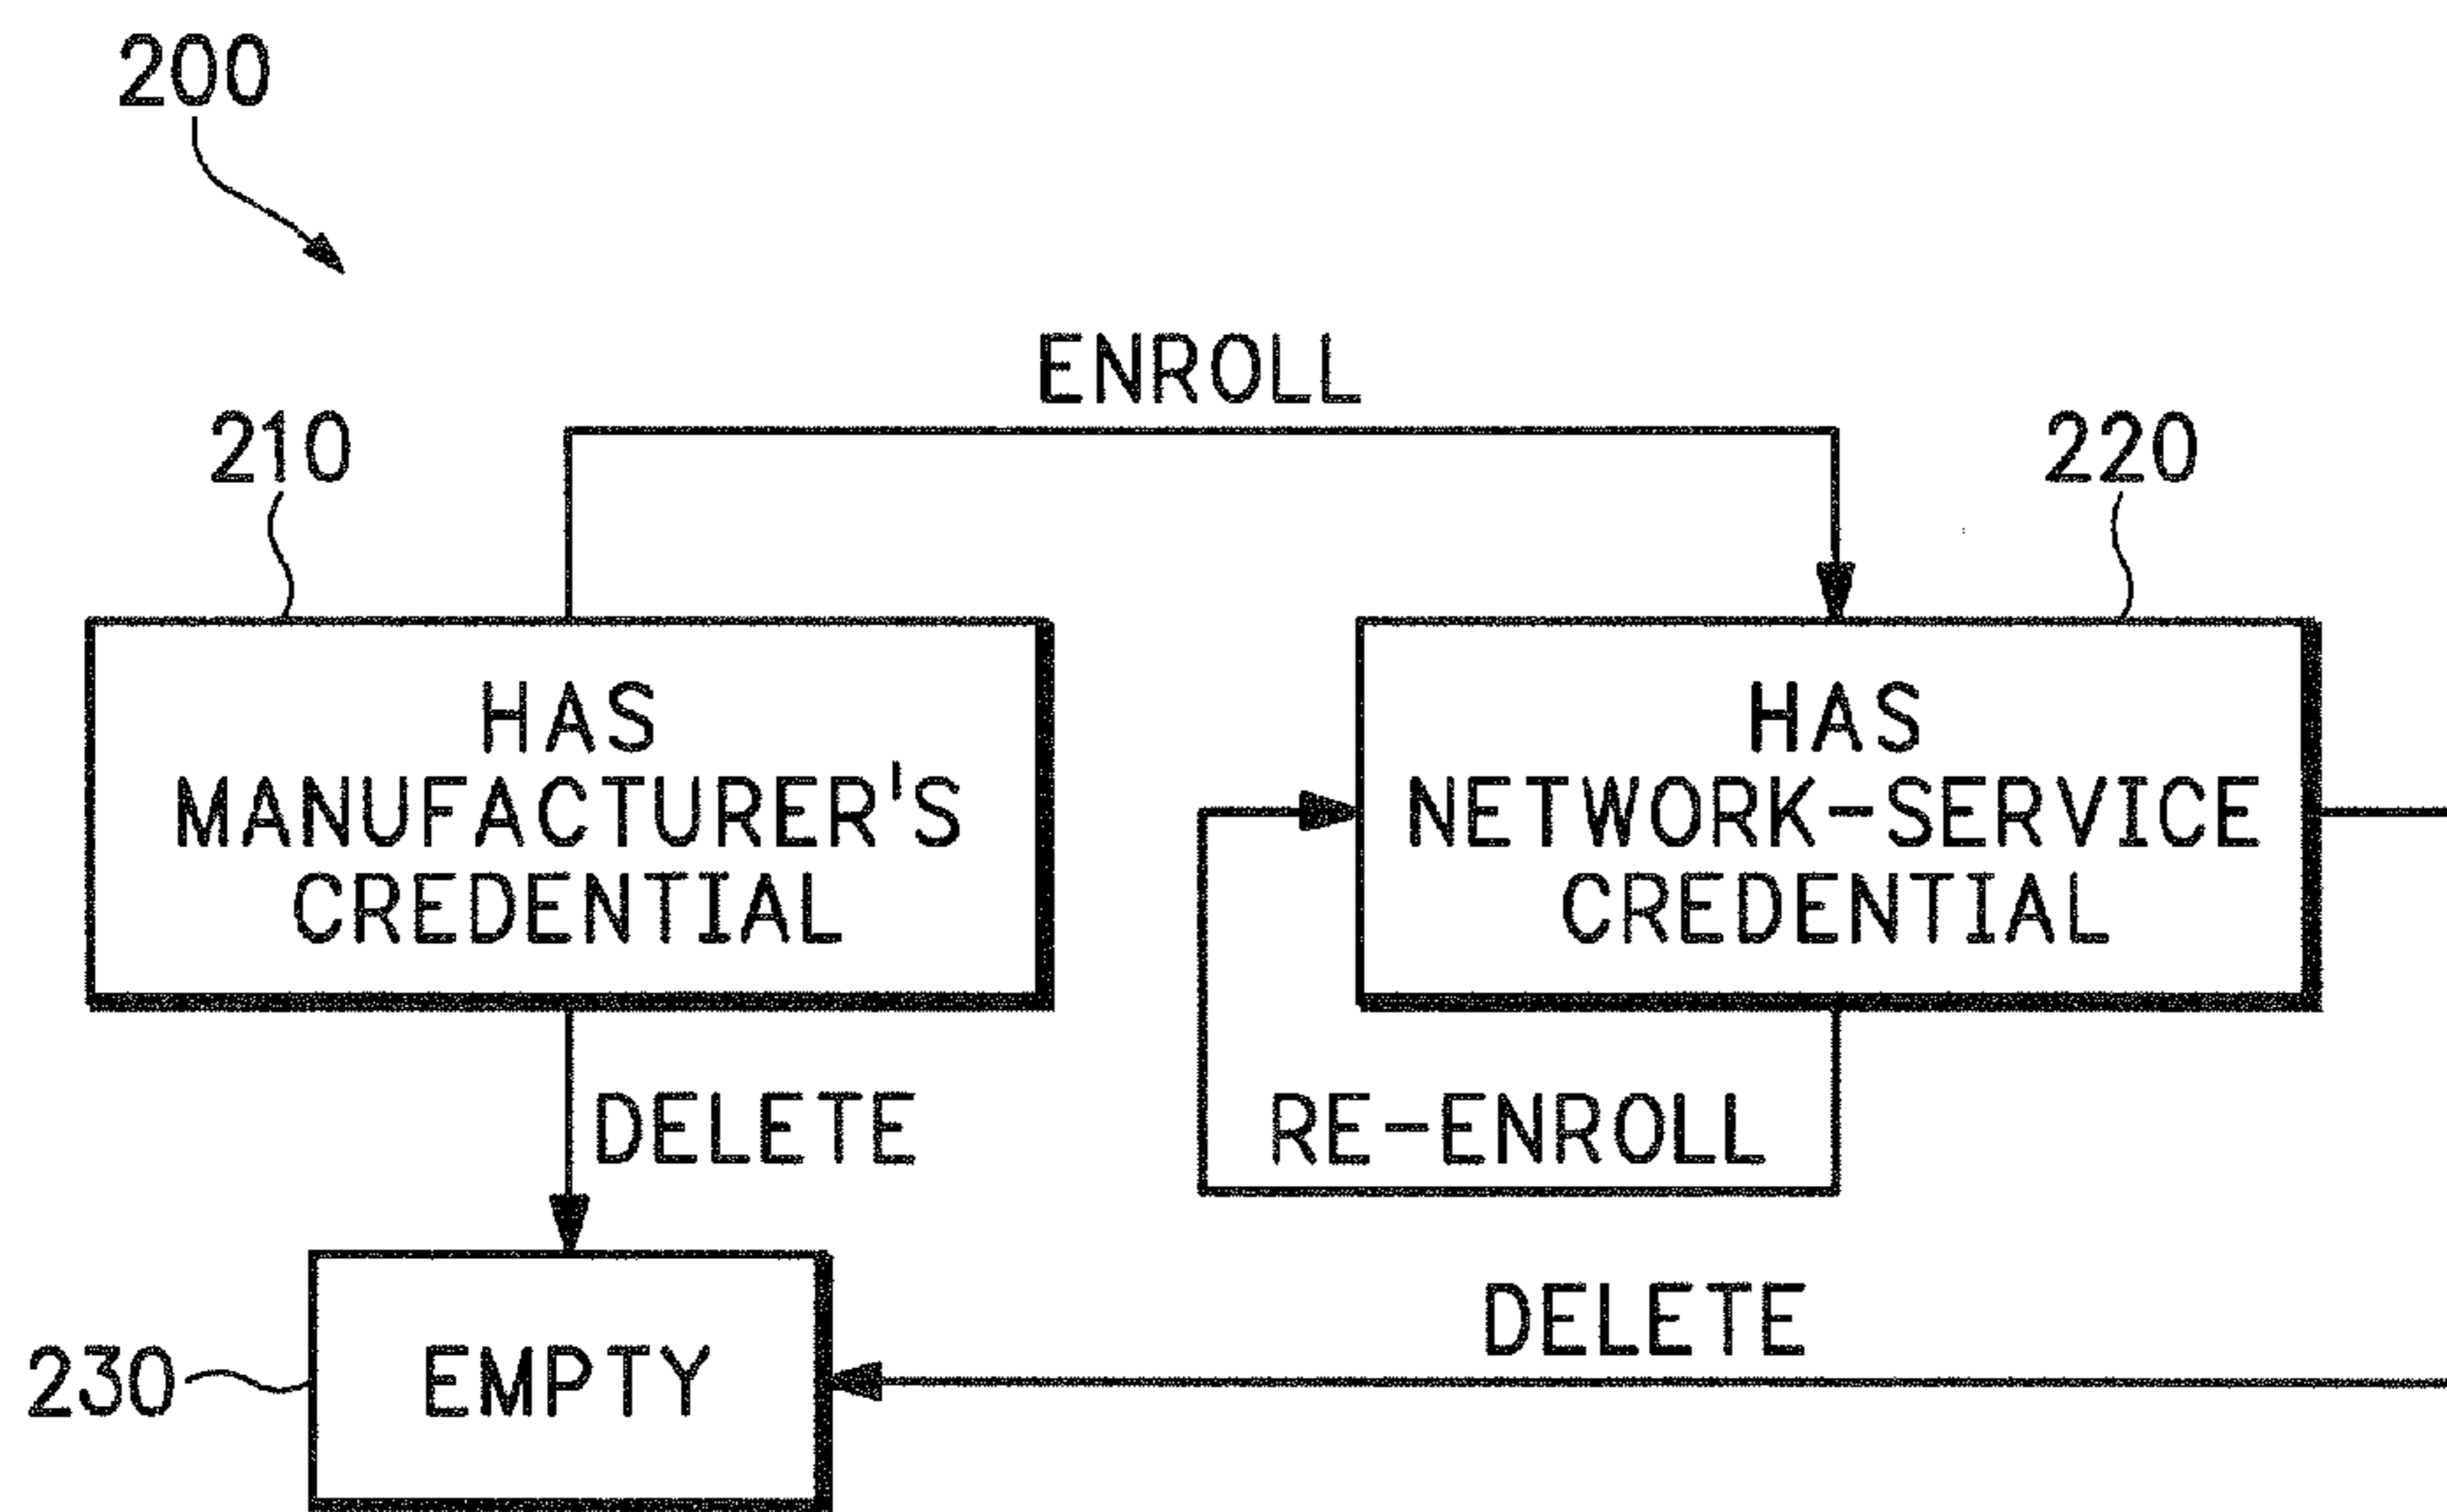 200
ENROLL
210
220
HAS
MANUFACTURER'S
CREDENTIAL
HAS
NETWORK-SERVICE
CREDENTIAL
DELETE
RE-ENROLL
DELETE
230
EMPTY